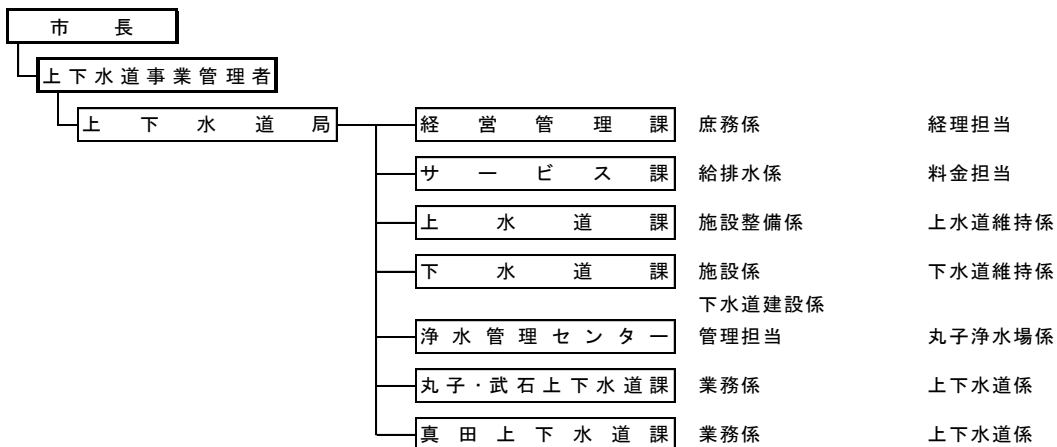 市長
上下水道事業管理者
上下水道局
経営管理課 庶務係 経理担当
サービス課 給排水係 料金担当
上水道課 施設整備係 上水道維持係
下水道課 施設係 下水道維持係
下水道建設係
浄水管理センター 管理担当 丸子浄水場係
丸子・武石上下水道課 業務係 上下水道係
真田上下水道課 業務係 上下水道係